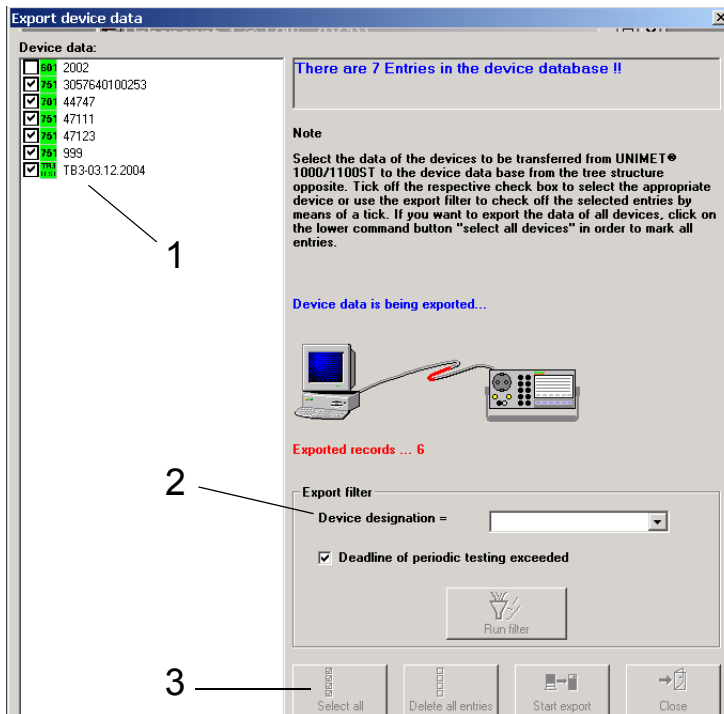 Export device data
Device data:
601 2002
751 3057640100253
701 44747
751 47111
751 47123
751 999
TB3 TEST TB3-03.12.2004
1
There are 7 Entries in the device database !!
Note
Select the data of the devices to be transferred from UNIMET®
1000/1100ST to the device data base from the tree structure
opposite. Tick off the respective check box to select the appropriate
device or use the export filter to check off the selected entries by
means of a tick. If you want to export the data of all devices, click on
the lower command button "select all devices" in order to mark all
entries.
Device data is being exported...
Exported records ... 6
2
Export filter
Device designation =
Deadline of periodic testing exceeded
Run filter
3
Select all
Delete all entries
Start export
Close